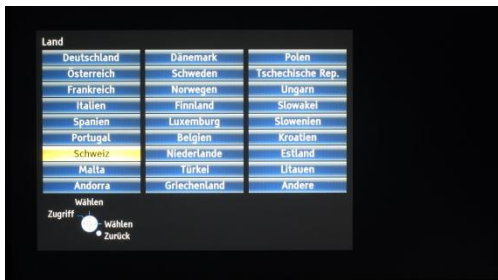 Land
Deutschland Dänemark Polen
Österreich Schweden Tschechische Rep.
Frankreich Norwegen Ungarn
Italien Finnland Slowakei
Spanien Luxemburg Slowenien
Portugal Belgien Kroatien
Schweiz Niederlande Estland
Malta Türkei Litauen
Andorra Griechenland Andere
Wählen
Zugriff
Wählen
Zurück